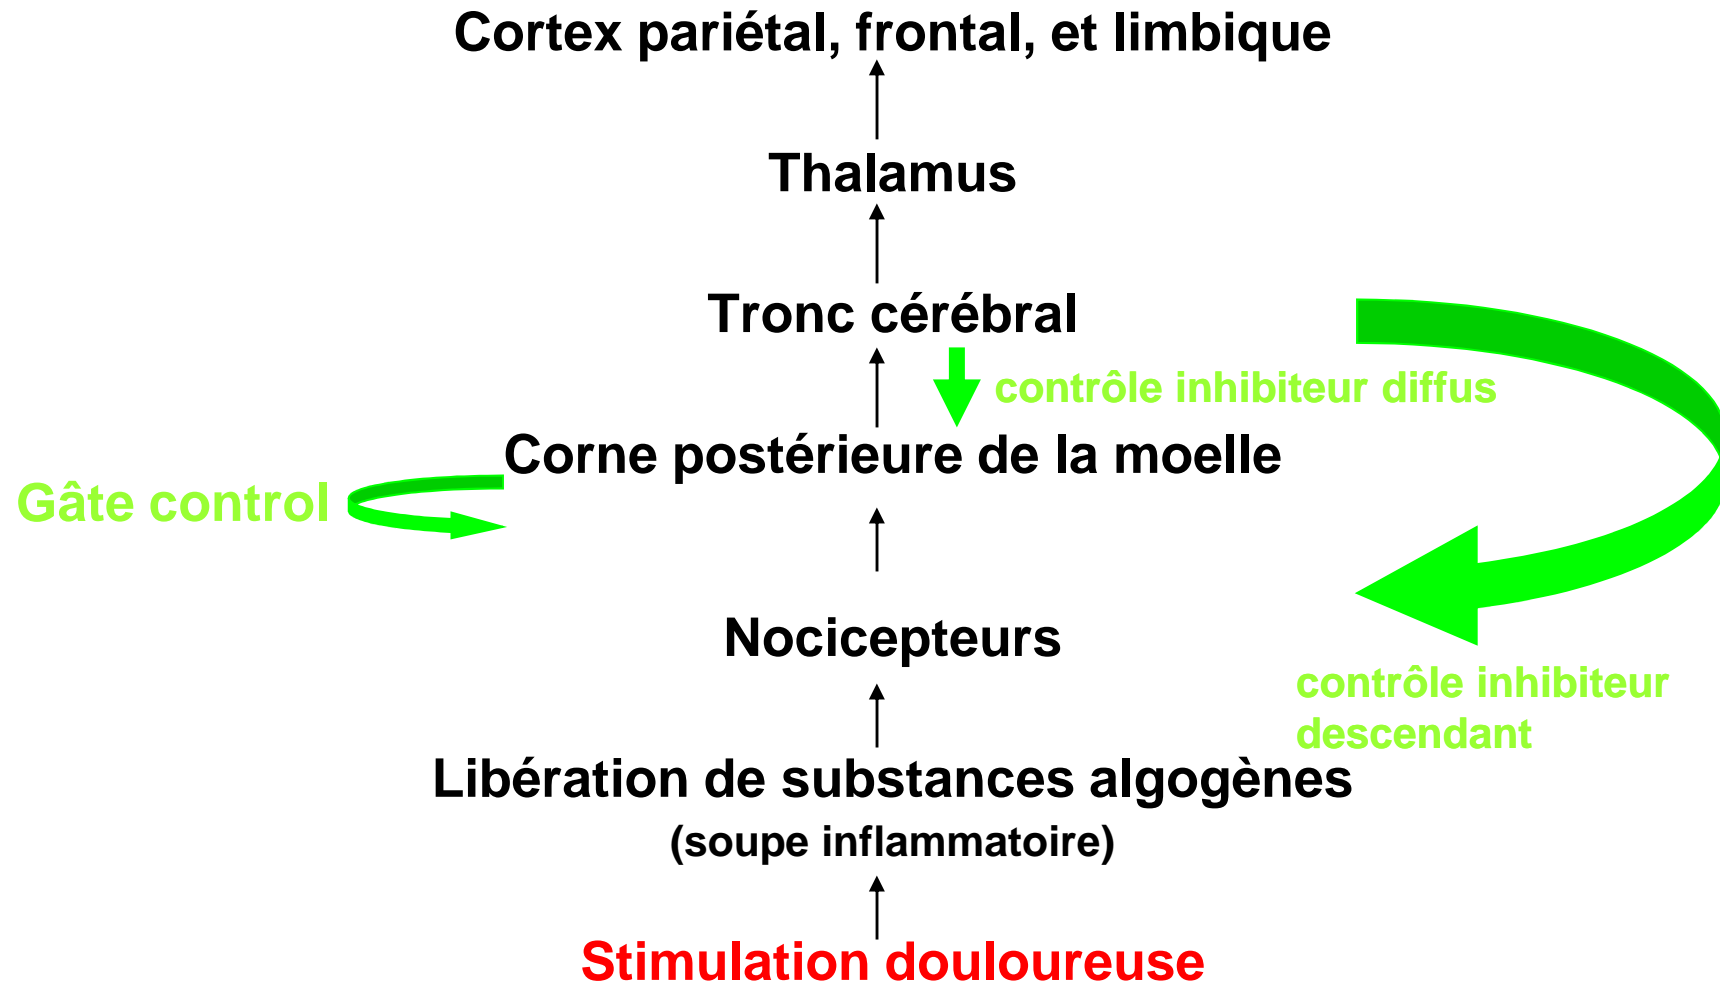 Cortex pariétal, frontal, et limbique
Thalamus
Tronc cérébral
contrôle inhibiteur diffus
Corne postérieure de la moelle
Gâte control
Nocicepteurs
contrôle inhibiteur
descendant
Libération de substances algogènes
(soupe inflammatoire)
Stimulation douloureuse